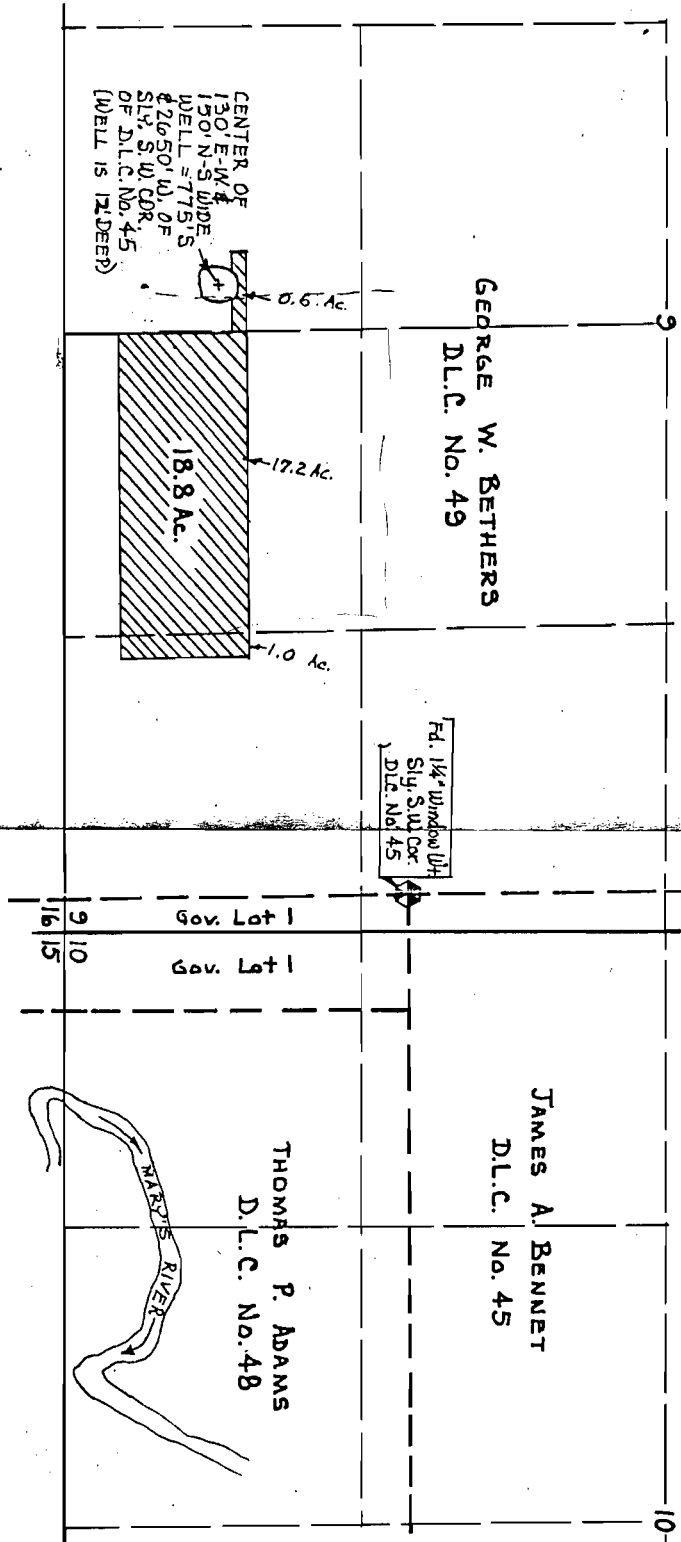 9
GEORGE W. BETHERS
D.L.C. No. 49
CENTER OF
130' E-W &
150' N-S WIDE
WELL = 775' S
& 2650' W. OF
SLY. S.W. COR.
OF D.L.C. No. 45
(WELL IS 12' DEEP)
0.6 Ac.
17.2 Ac.
18.8 Ac.
1.0 Ac.
Fd. 1¼" Window Wt.
Sly. S.W. Cor.
D.L.C. No. 45
Gov. Lot 1
9 10
16 15
Gov. Lot 1
JAMES A. BENNET
D.L.C. No. 45
THOMAS P. ADAMS
D.L.C. No. 48
MARY'S RIVER
10